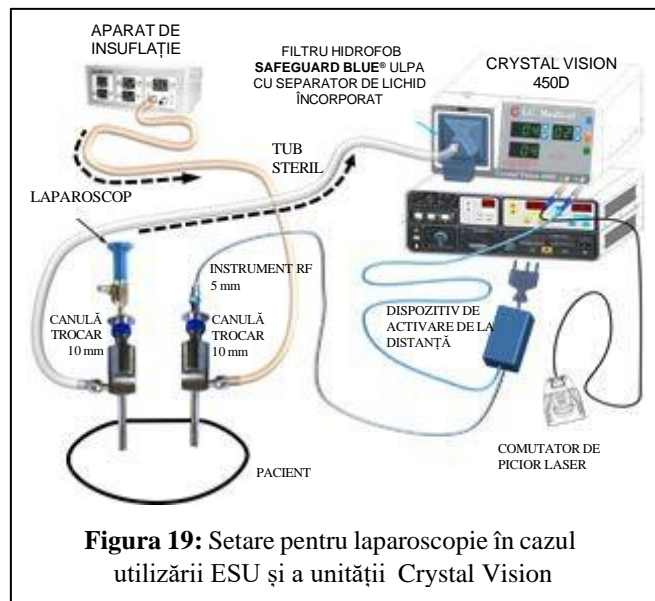 APARAT DE
INSUFLAȚIE
FILTRU HIDROFOB
SAFEGUARD BLUE® ULPA
CU SEPARATOR DE LICHID
ÎNCORPORAT
CRYSTAL VISION
450D
TUB
STERIL
LAPAROSCOP
INSTRUMENT RF
5 mm
CANULĂ
TROCAR
10 mm
CANULĂ
TROCAR
10 mm
DISPOZITIV DE
ACTIVARE DE LA
DISTANȚĂ
COMUTATOR DE
PICIOR LASER
PACIENT
Figura 19: Setare pentru laparoscopie în cazul
utilizării ESU și a unității Crystal Vision